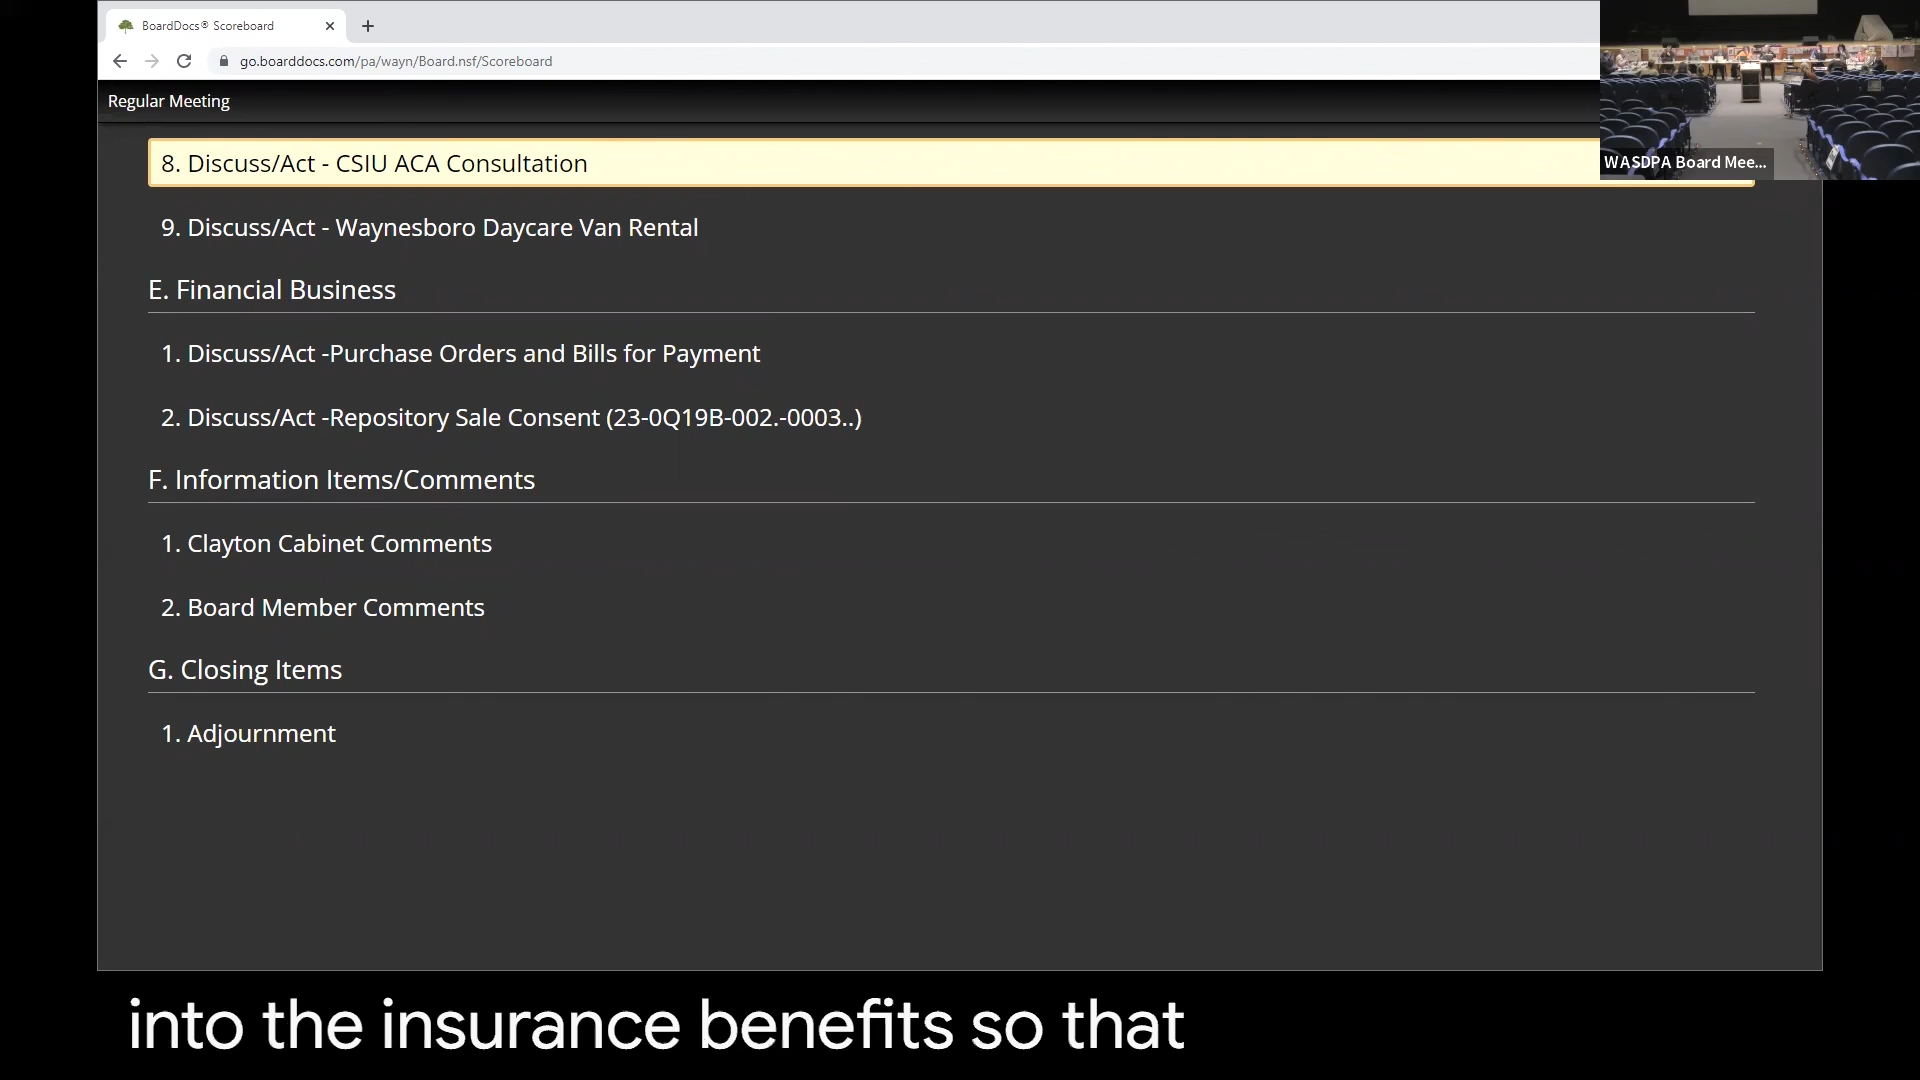 BoardDocs® Scoreboard
go.boarddocs.com/pa/wayn/Board.nsf/Scoreboard
Regular Meeting
8. Discuss/Act - CSIU ACA Consultation
WASDPA Board Mee...
9. Discuss/Act - Waynesboro Daycare Van Rental
E. Financial Business
1. Discuss/Act -Purchase Orders and Bills for Payment
2. Discuss/Act -Repository Sale Consent (23-0Q19B-002.-0003..)
F. Information Items/Comments
1. Clayton Cabinet Comments
2. Board Member Comments
G. Closing Items
1. Adjournment
into the insurance benefits so that